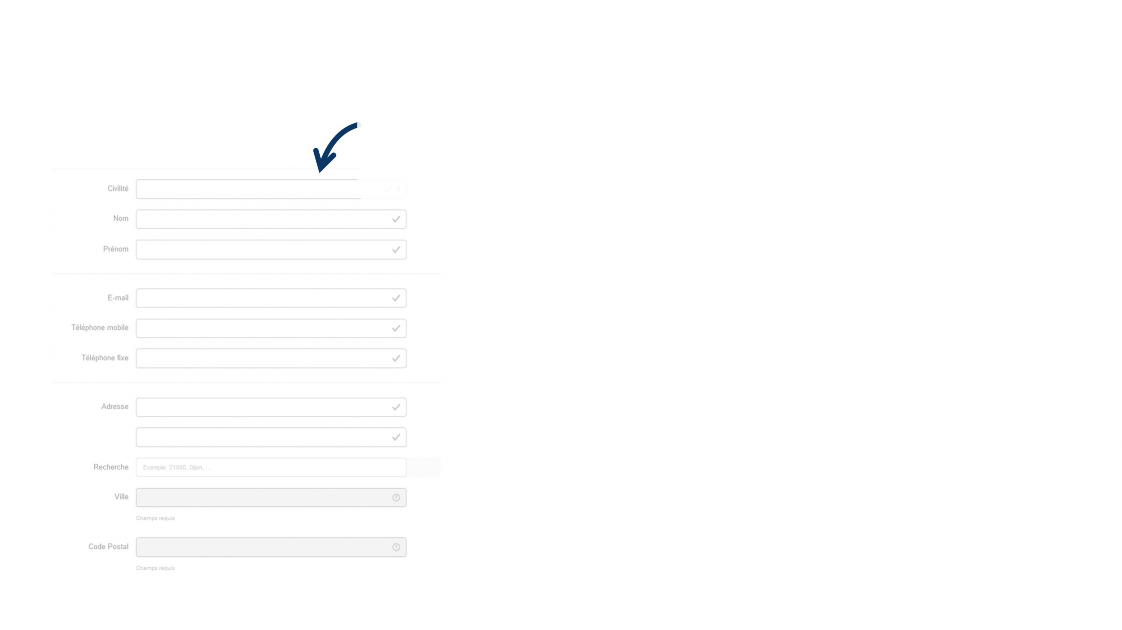 Civilité
Nom
Prénom
E-mail
Téléphone mobile
Téléphone fixe
Adresse
Recherche
Exemple: 21000, Dijon, ...
Ville
Champs requis
Code Postal
Champs requis